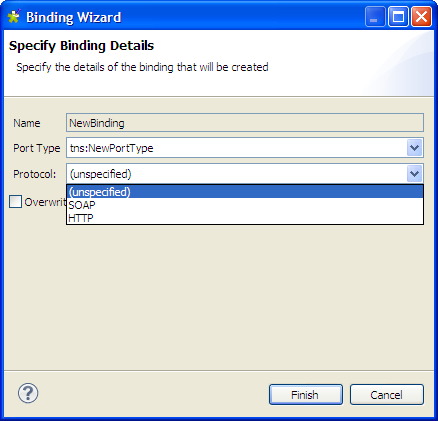 Binding Wizard
Specify Binding Details
Specify the details of the binding that will be created
Name NewBinding
Port Type tns:NewPortType
Protocol: (unspecified)
(unspecified)
SOAP
HTTP
?
Finish Cancel